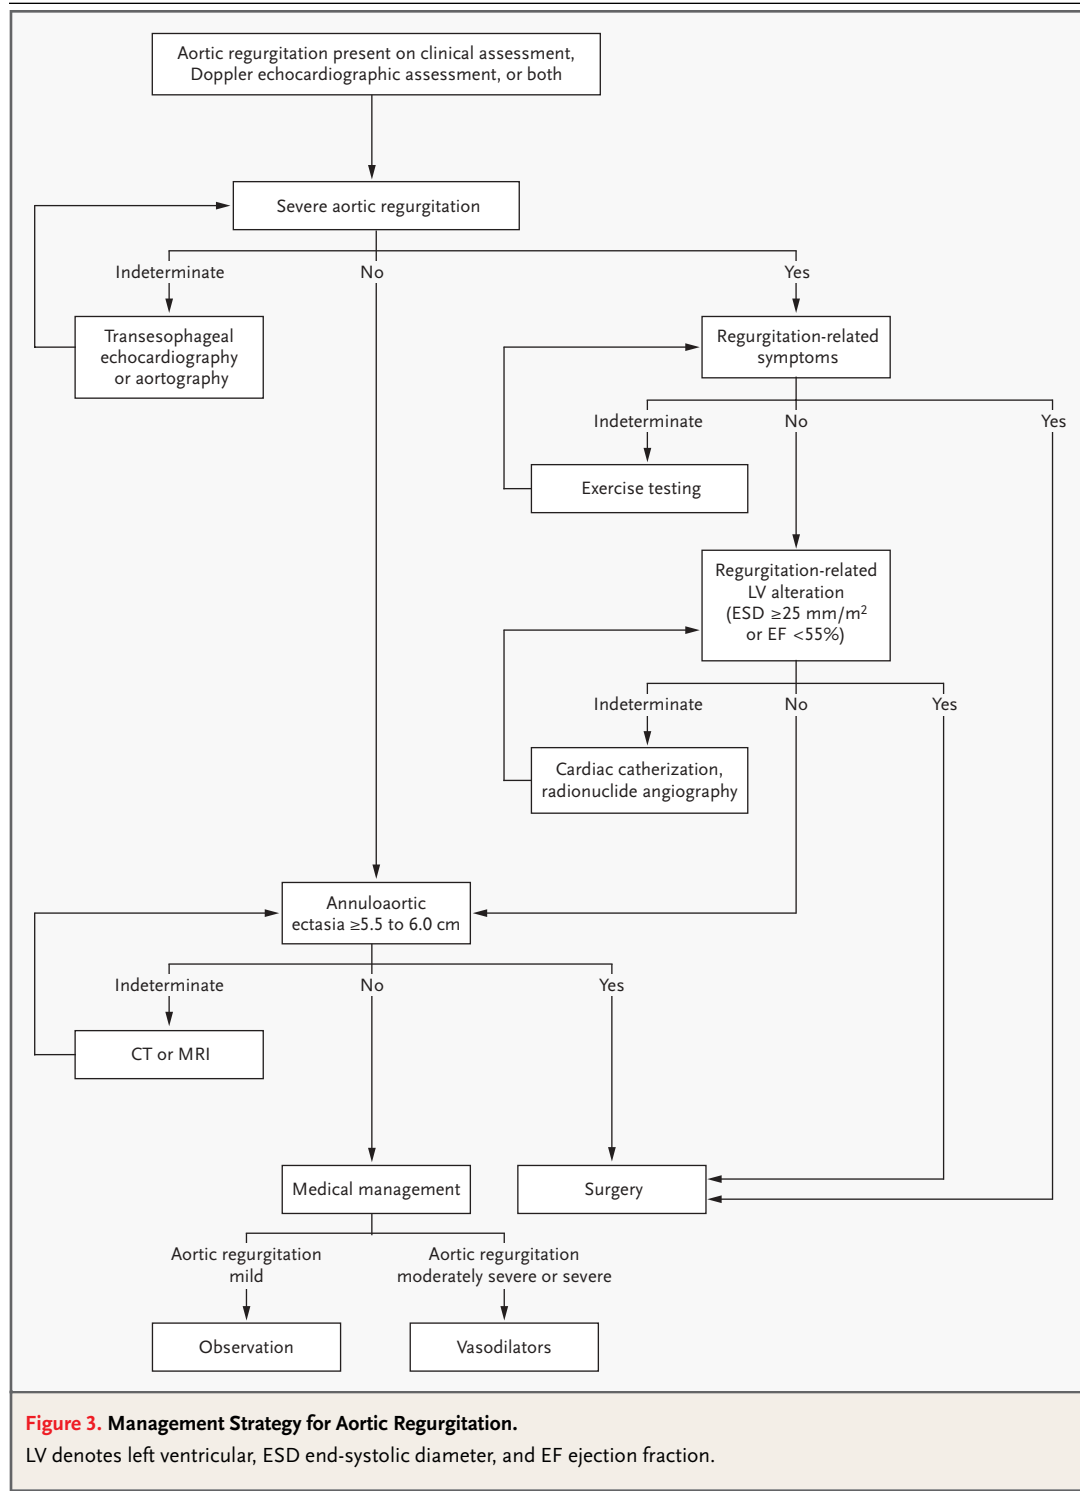 Aortic regurgitation present on clinical assessment,
Doppler echocardiographic assessment, or both
Severe aortic regurgitation
Indeterminate
No
Yes
Transesophageal
echocardiography
or aortography
Regurgitation-related
symptoms
Indeterminate
No
Yes
Exercise testing
Regurgitation-related
LV alteration
(ESD ≥25 mm/m²
or EF <55%)
Indeterminate
No
Yes
Cardiac catherization,
radionuclide angiography
Annuloaortic
ectasia ≥5.5 to 6.0 cm
Indeterminate
No
Yes
CT or MRI
Medical management
Surgery
Aortic regurgitation
mild
Aortic regurgitation
moderately severe or severe
Observation
Vasodilators
Figure 3. Management Strategy for Aortic Regurgitation.
LV denotes left ventricular, ESD end-systolic diameter, and EF ejection fraction.